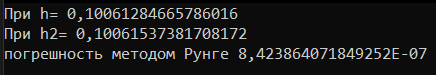 При h= 0,10061284665786016
При h2= 0,10061537381708172
погрешность методом Рунге 8,423864071849252E-07